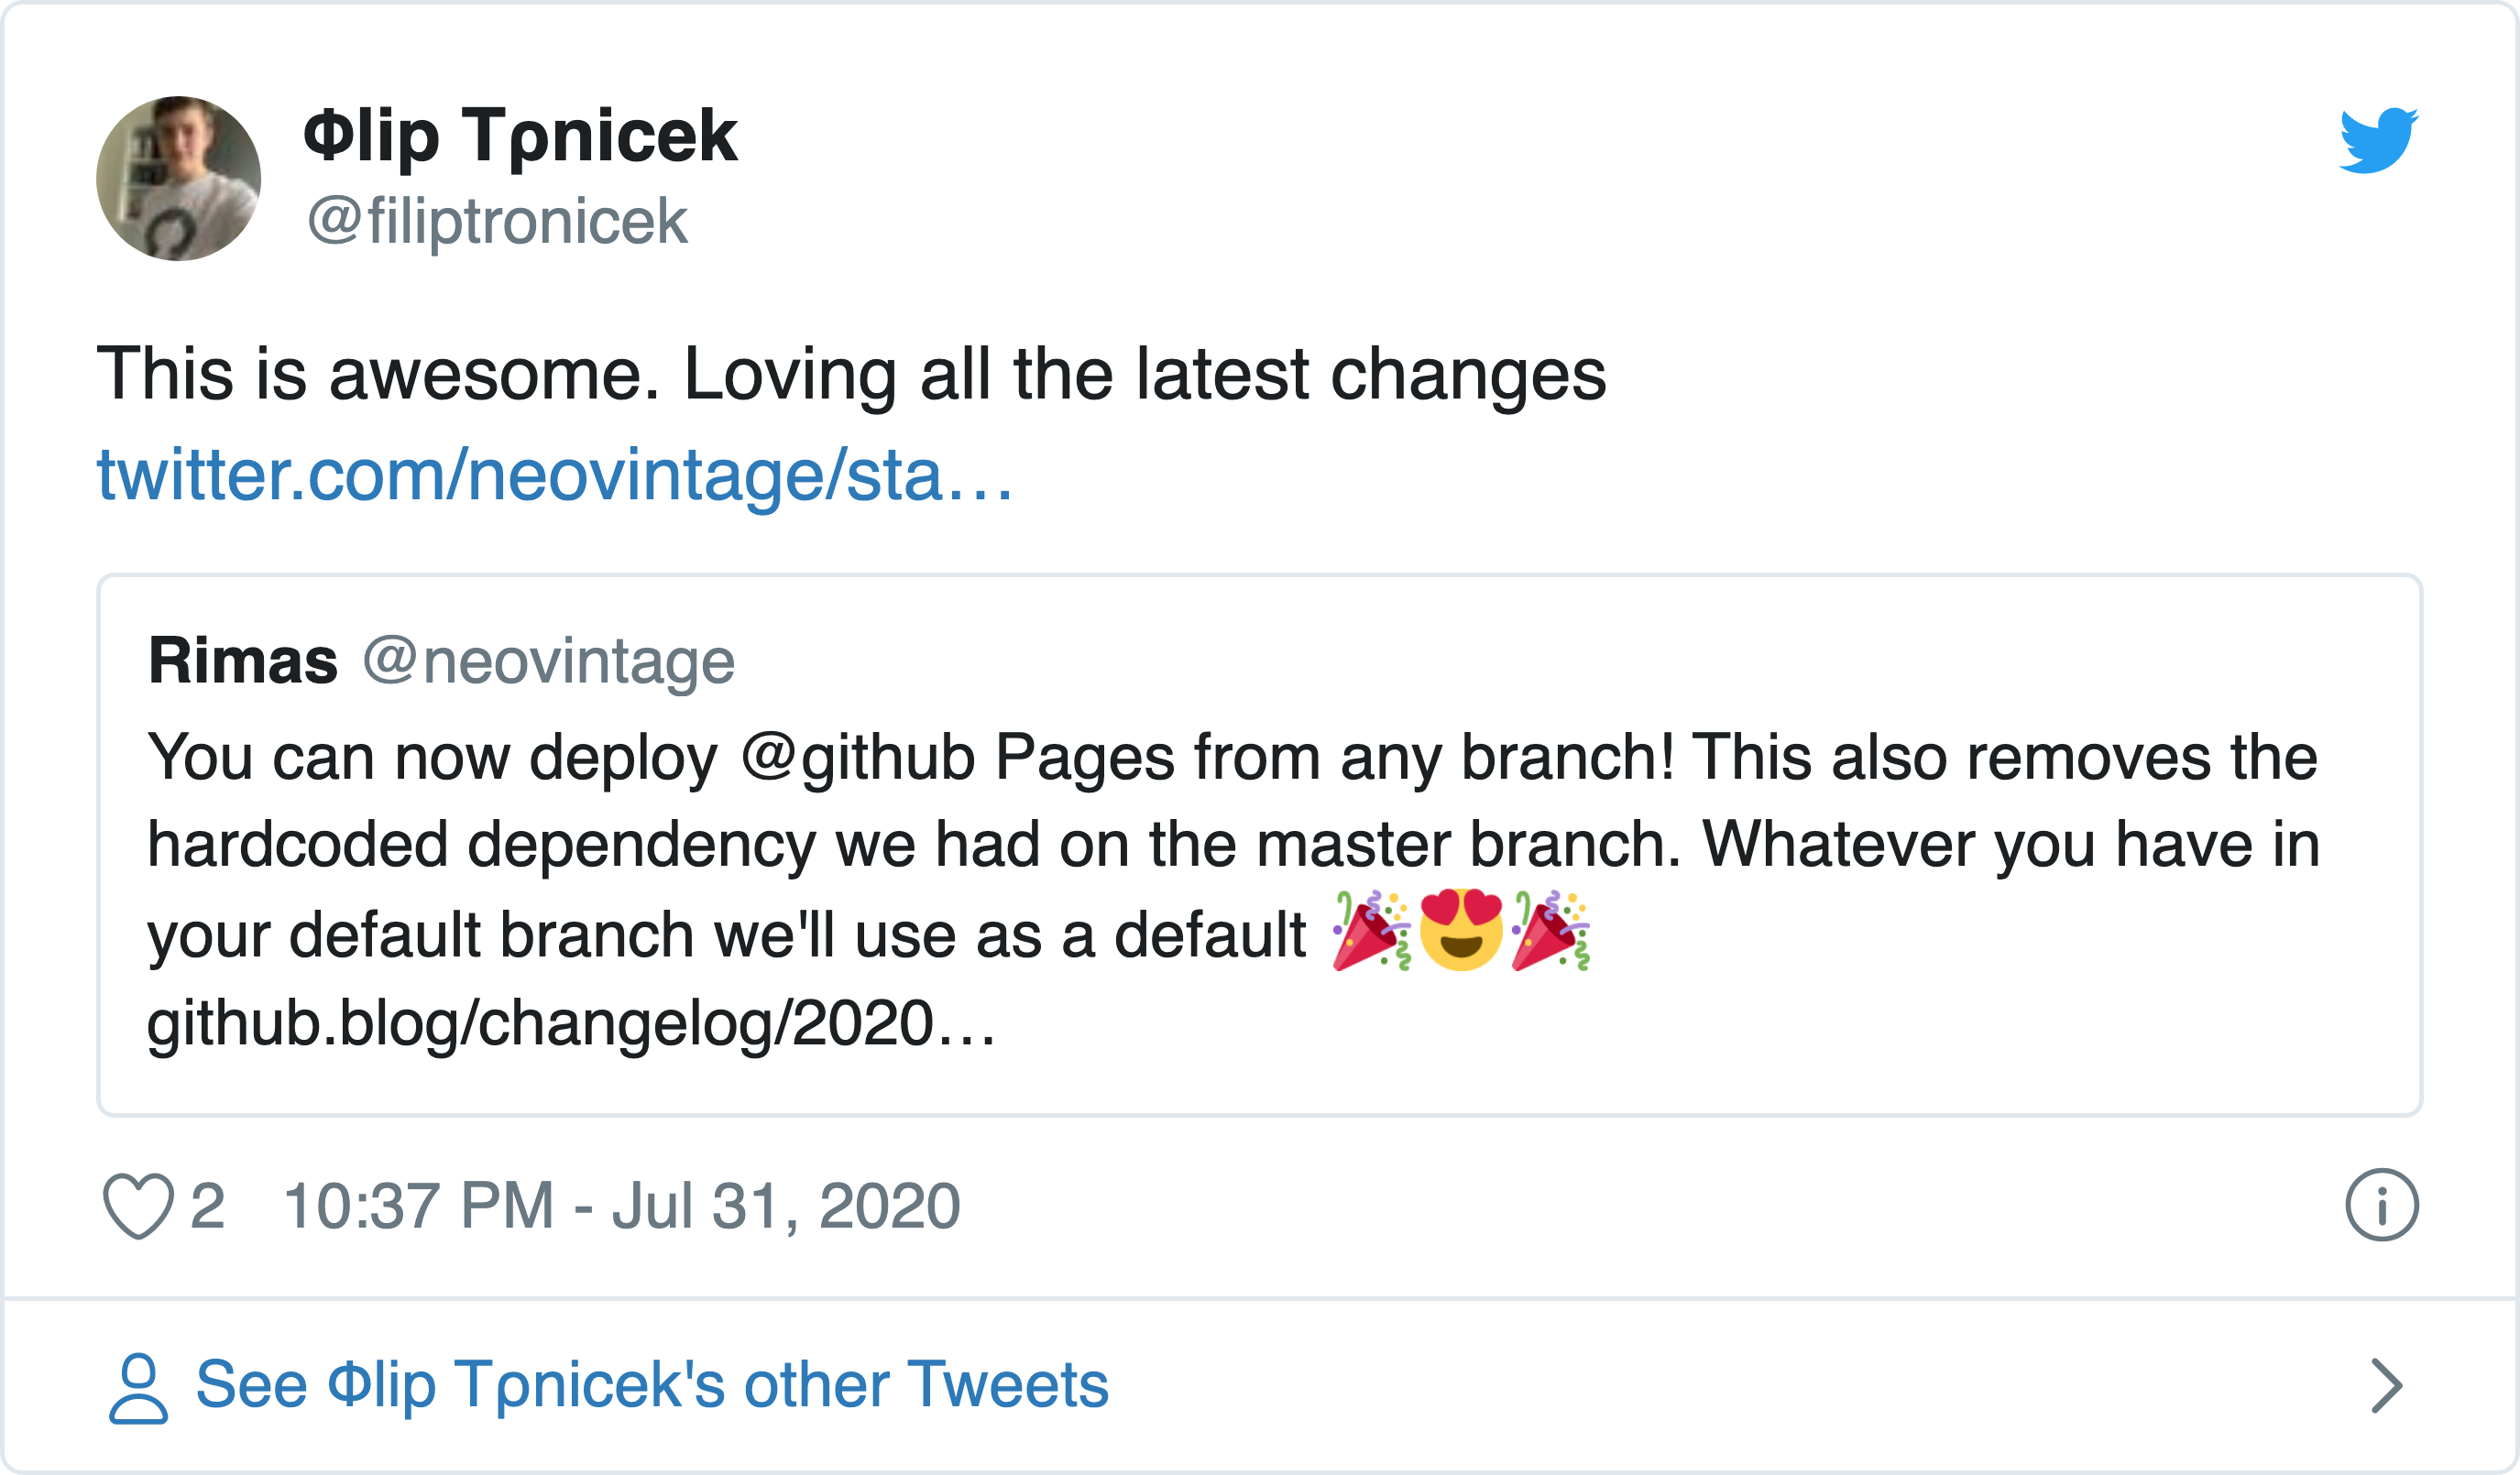 Φlip Tρnicek
@filiptronicek
This is awesome. Loving all the latest changes
twitter.com/neovintage/sta…
Rimas @neovintage
You can now deploy @github Pages from any branch! This also removes the
hardcoded dependency we had on the master branch. Whatever you have in
your default branch we'll use as a default 🎉😍🎉
github.blog/changelog/2020…
2 10:37 PM - Jul 31, 2020
See Φlip Tρnicek's other Tweets